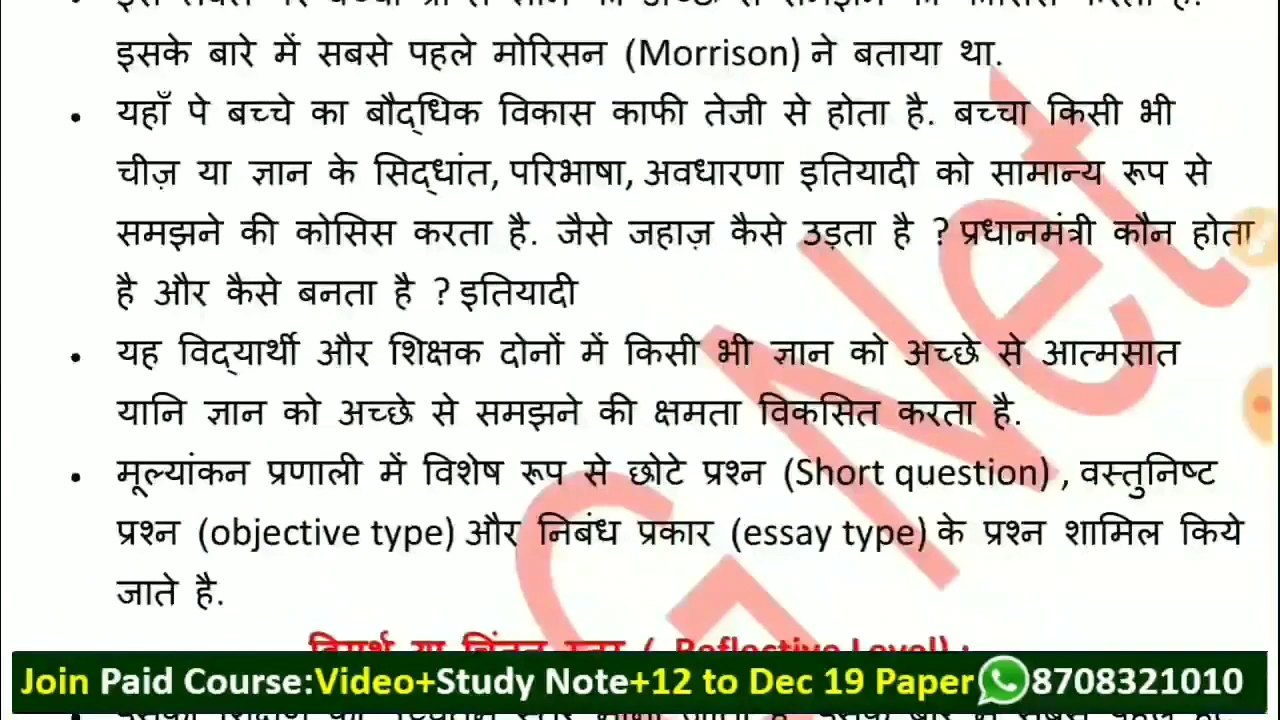 इसके बारे में सबसे पहले मोरिसन (Morrison) ने बताया था.
• यहाँ पे बच्चे का बौद्धिक विकास काफी तेजी से होता है. बच्चा किसी भी
चीज़ या ज्ञान के सिद्धांत, परिभाषा, अवधारणा इतियादी को सामान्य रूप से
समझने की कोसिस करता है. जैसे जहाज़ कैसे उड़ता है ? प्रधानमंत्री कौन होता
है और कैसे बनता है ? इतियादी
• यह विद्यार्थी और शिक्षक दोनों में किसी भी ज्ञान को अच्छे से आत्मसात
यानि ज्ञान को अच्छे से समझने की क्षमता विकसित करता है.
• मूल्यांकन प्रणाली में विशेष रूप से छोटे प्रश्न (Short question) , वस्तुनिष्ट
प्रश्न (objective type) और निबंध प्रकार (essay type) के प्रश्न शामिल किये
जाते है.
( Reflective Level) :
Join Paid Course:Video+Study Note+12 to Dec 19 Paper 8708321010
G Net